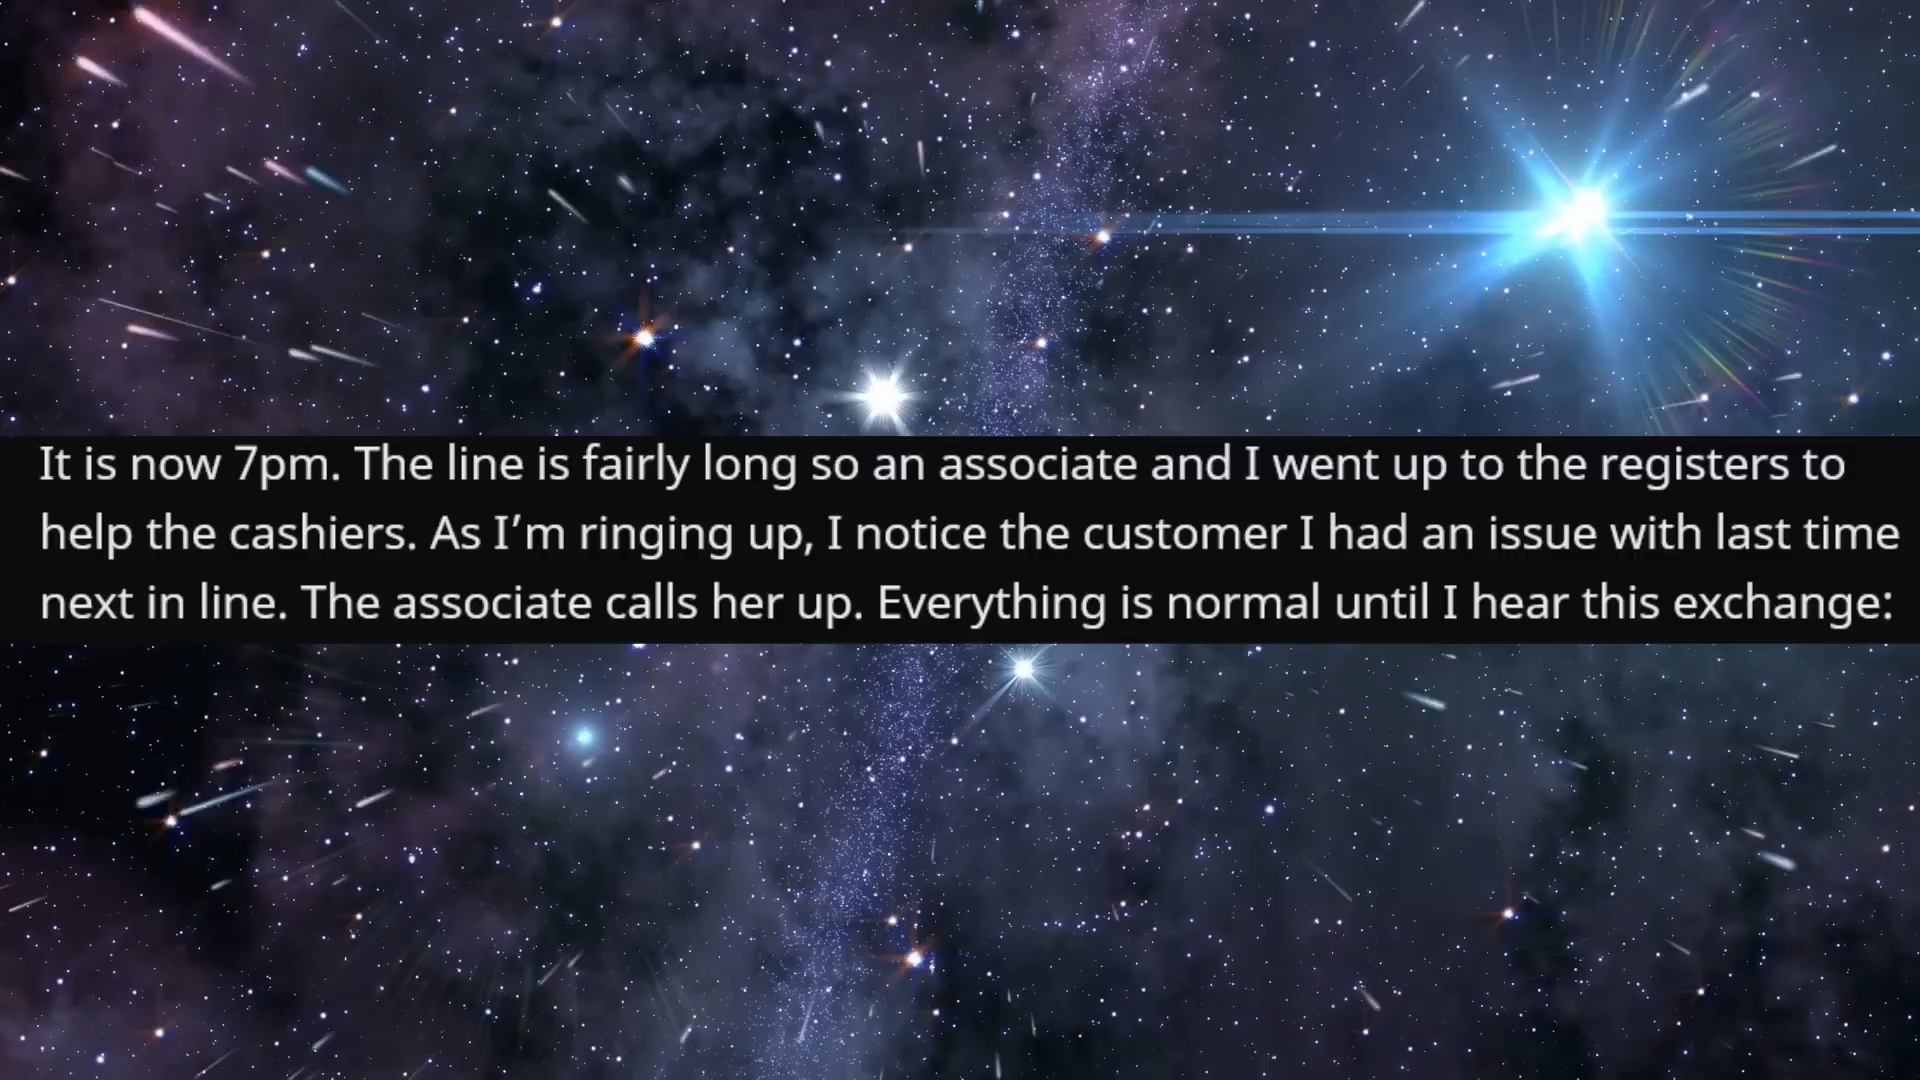 It is now 7pm. The line is fairly long so an associate and I went up to the registers to
help the cashiers. As I’m ringing up, I notice the customer I had an issue with last time
next in line. The associate calls her up. Everything is normal until I hear this exchange: